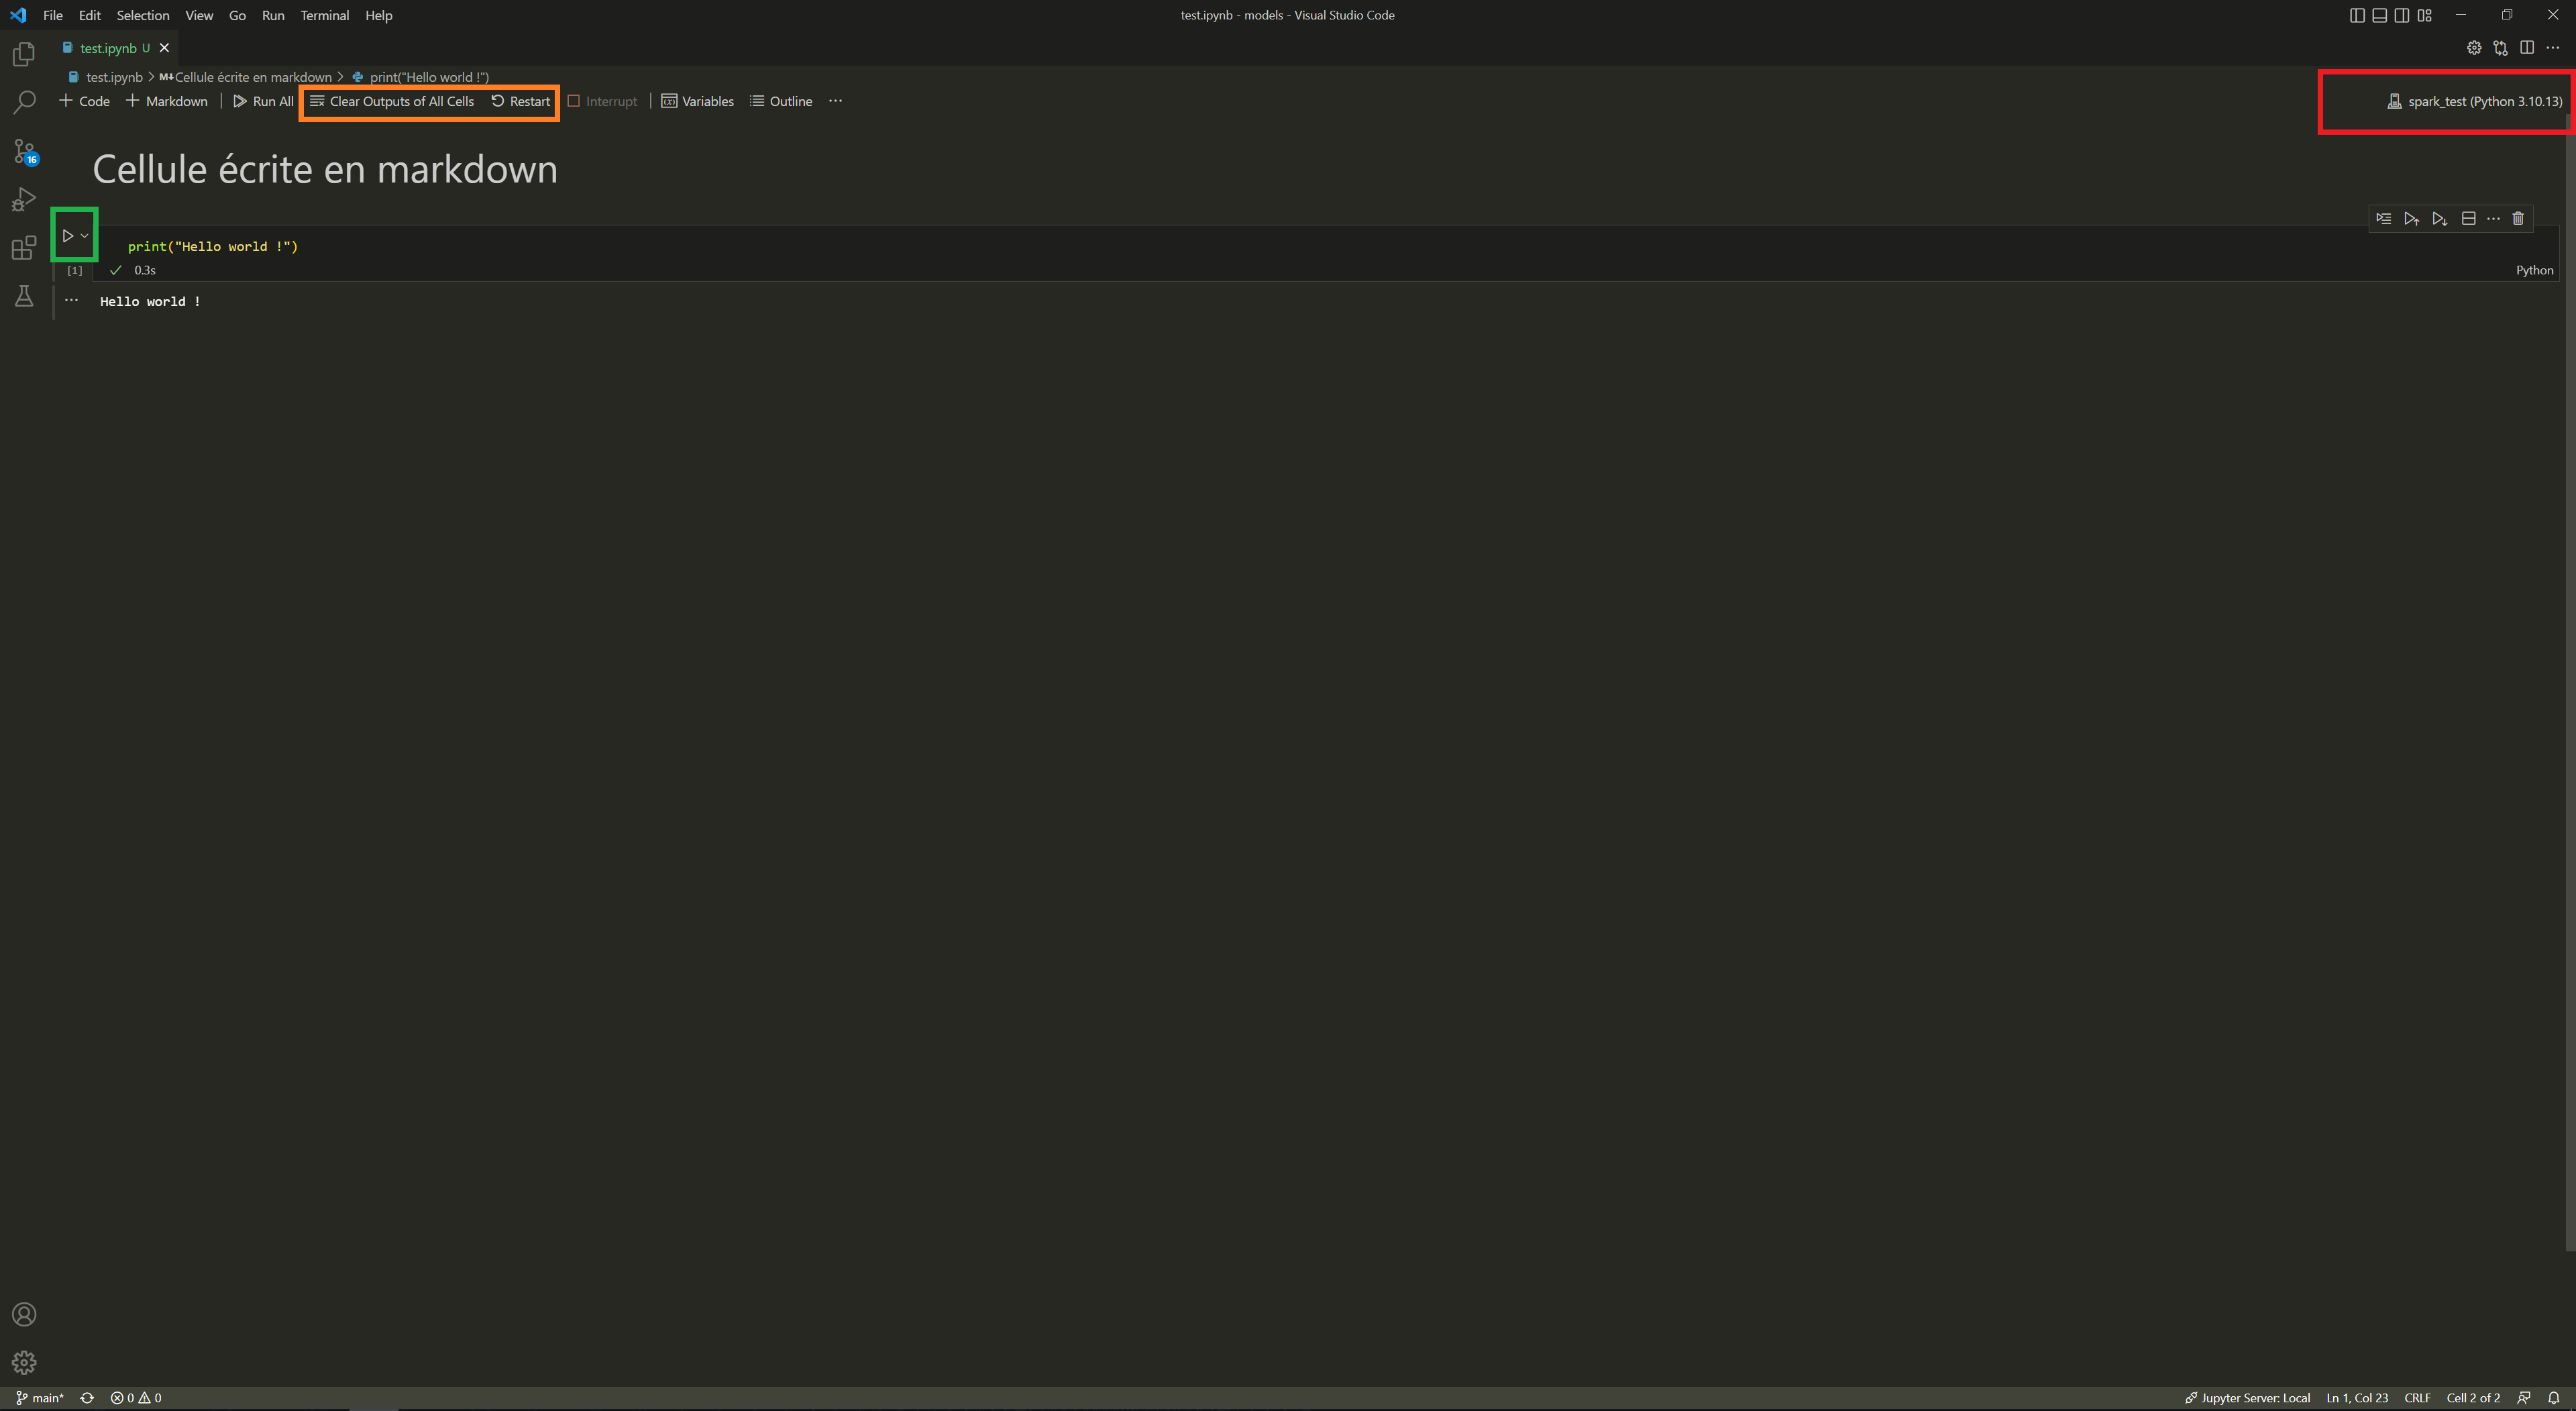 File Edit Selection View Go Run Terminal Help test.ipynb - models - Visual Studio Code
test.ipynb U
test.ipynb > M↓Cellule écrite en markdown > print("Hello world !")
+ Code + Markdown | Run All Clear Outputs of All Cells Restart Interrupt | Variables Outline ··· spark_test (Python 3.10.13)
16
Cellule écrite en markdown
print("Hello world !")
[1] ✓ 0.3s Python
··· Hello world !
main* 0 0 Jupyter Server: Local Ln 1, Col 23 CRLF Cell 2 of 2